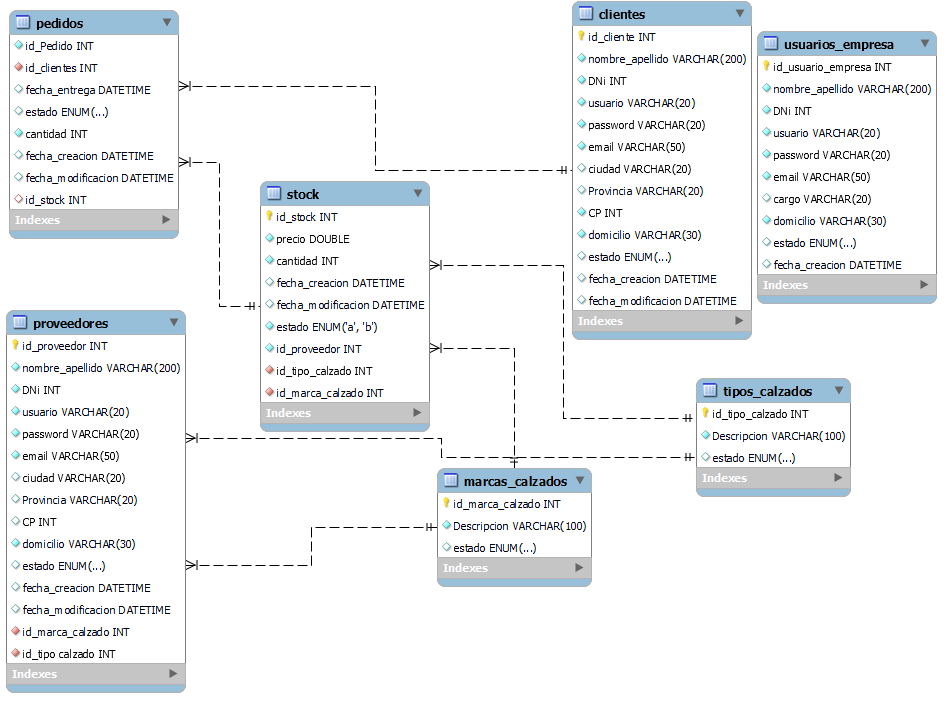 pedidos
id_Pedido INT
id_clientes INT
fecha_entrega DATETIME
estado ENUM(...)
cantidad INT
fecha_creacion DATETIME
fecha_modificacion DATETIME
id_stock INT
Indexes
clientes
id_cliente INT
nombre_apellido VARCHAR(200)
DNi INT
usuario VARCHAR(20)
password VARCHAR(20)
email VARCHAR(50)
ciudad VARCHAR(20)
Provincia VARCHAR(20)
CP INT
domicilio VARCHAR(30)
estado ENUM(...)
fecha_creacion DATETIME
fecha_modificacion DATETIME
Indexes
usuarios_empresa
id_usuario_empresa INT
nombre_apellido VARCHAR(200)
DNi INT
usuario VARCHAR(20)
password VARCHAR(20)
email VARCHAR(50)
cargo VARCHAR(20)
domicilio VARCHAR(30)
estado ENUM(...)
fecha_creacion DATETIME
Indexes
stock
id_stock INT
precio DOUBLE
cantidad INT
fecha_creacion DATETIME
fecha_modificacion DATETIME
estado ENUM('a', 'b')
id_proveedor INT
id_tipo_calzado INT
id_marca_calzado INT
Indexes
proveedores
id_proveedor INT
nombre_apellido VARCHAR(200)
DNi INT
usuario VARCHAR(20)
password VARCHAR(20)
email VARCHAR(50)
ciudad VARCHAR(20)
Provincia VARCHAR(20)
CP INT
domicilio VARCHAR(30)
estado ENUM(...)
fecha_creacion DATETIME
fecha_modificacion DATETIME
id_marca_calzado INT
id_tipo calzado INT
Indexes
tipos_calzados
id_tipo_calzado INT
Descripcion VARCHAR(100)
estado ENUM(...)
Indexes
marcas_calzados
id_marca_calzado INT
Descripcion VARCHAR(100)
estado ENUM(...)
Indexes